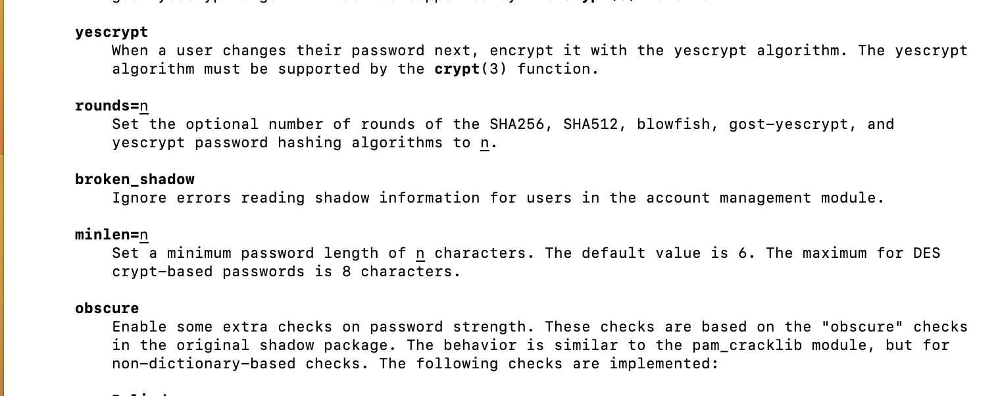 yescrypt
When a user changes their password next, encrypt it with the yescrypt algorithm. The yescrypt
algorithm must be supported by the crypt(3) function.
rounds=n
Set the optional number of rounds of the SHA256, SHA512, blowfish, gost-yescrypt, and
yescrypt password hashing algorithms to n.
broken_shadow
Ignore errors reading shadow information for users in the account management module.
minlen=n
Set a minimum password length of n characters. The default value is 6. The maximum for DES
crypt-based passwords is 8 characters.
obscure
Enable some extra checks on password strength. These checks are based on the "obscure" checks
in the original shadow package. The behavior is similar to the pam_cracklib module, but for
non-dictionary-based checks. The following checks are implemented: